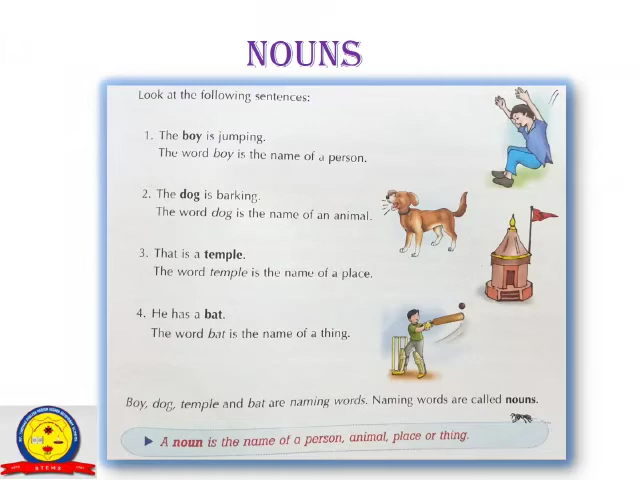 NOUNS
Look at the following sentences:
1. The boy is jumping.
The word boy is the name of a person.
2. The dog is barking.
The word dog is the name of an animal.
3. That is a temple.
The word temple is the name of a place.
4. He has a bat.
The word bat is the name of a thing.
Boy, dog, temple and bat are naming words. Naming words are called nouns.
A noun is the name of a person, animal, place or thing.
STEMS